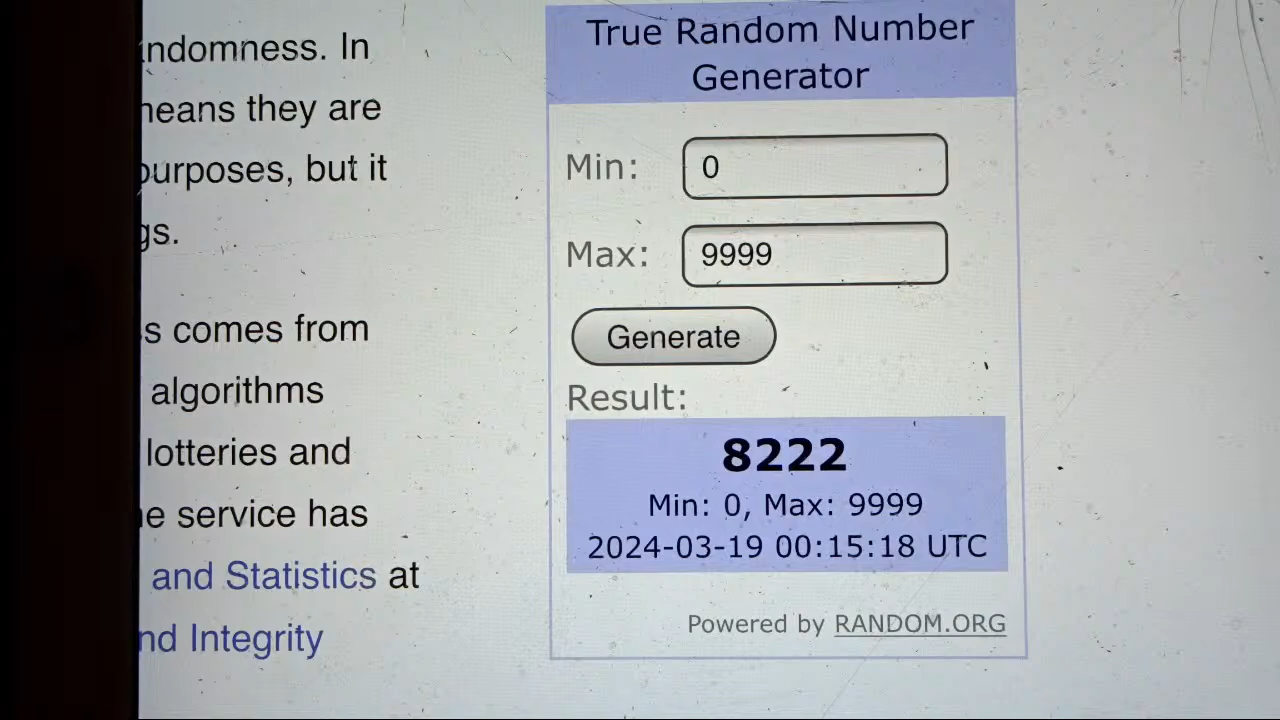 randomness. In
means they are
purposes, but it
gs.
s comes from
algorithms
lotteries and
e service has
and Statistics at
nd Integrity
True Random Number
Generator
Min: 0
Max: 9999
Generate
Result:
8222
Min: 0, Max: 9999
2024-03-19 00:15:18 UTC
Powered by RANDOM.ORG